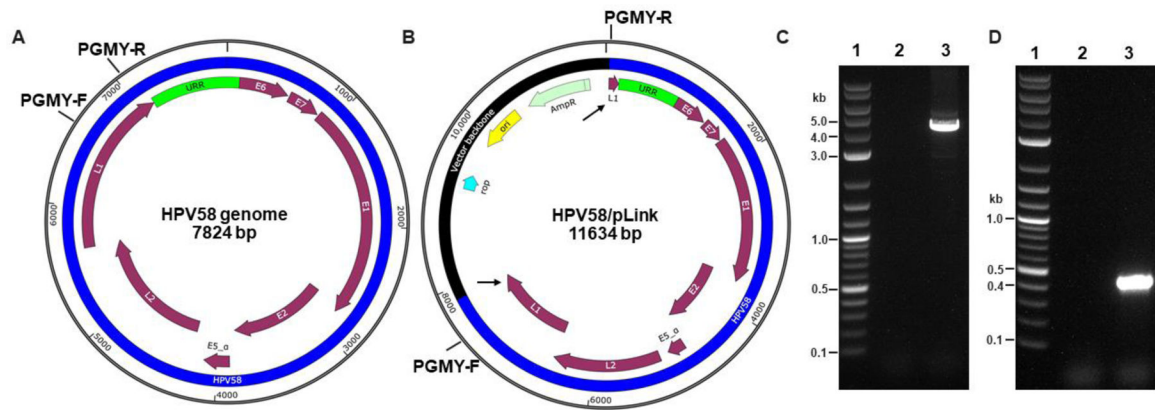 A
PGMY-R
PGMY-F
7000
1000
URR
E6
E7
L1
E1
6000
2000
HPV58 genome
7824 bp
L2
E2
E5_α
5000
3000
HPV58
4000
B
PGMY-R
L1
URR
E6
E7
AmpR
ori
10,000
Vector backbone
rop
2000
E1
HPV58/pLink
11634 bp
E2
L1
8000
HPV58
4000
E5_α
L2
PGMY-F
6000
C
1 2 3
kb
5.0
4.0
3.0
1.0
0.5
0.1
D
1 2 3
kb
1.0
0.5
0.4
0.1